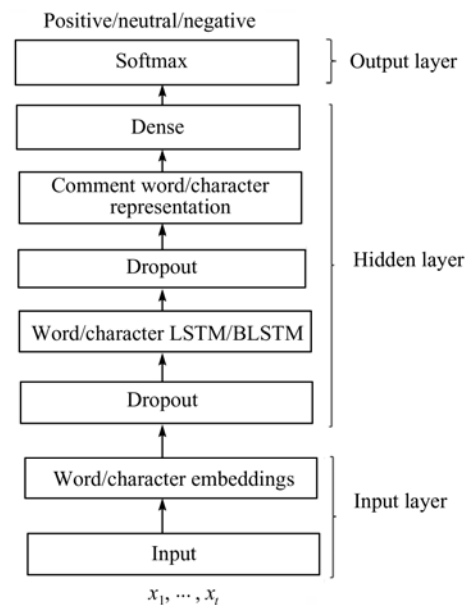 Positive/neutral/negative
Softmax
Output layer
Dense
Comment word/character
representation
Dropout
Hidden layer
Word/character LSTM/BLSTM
Dropout
Word/character embeddings
Input layer
Input
x₁, ··· , xₜ